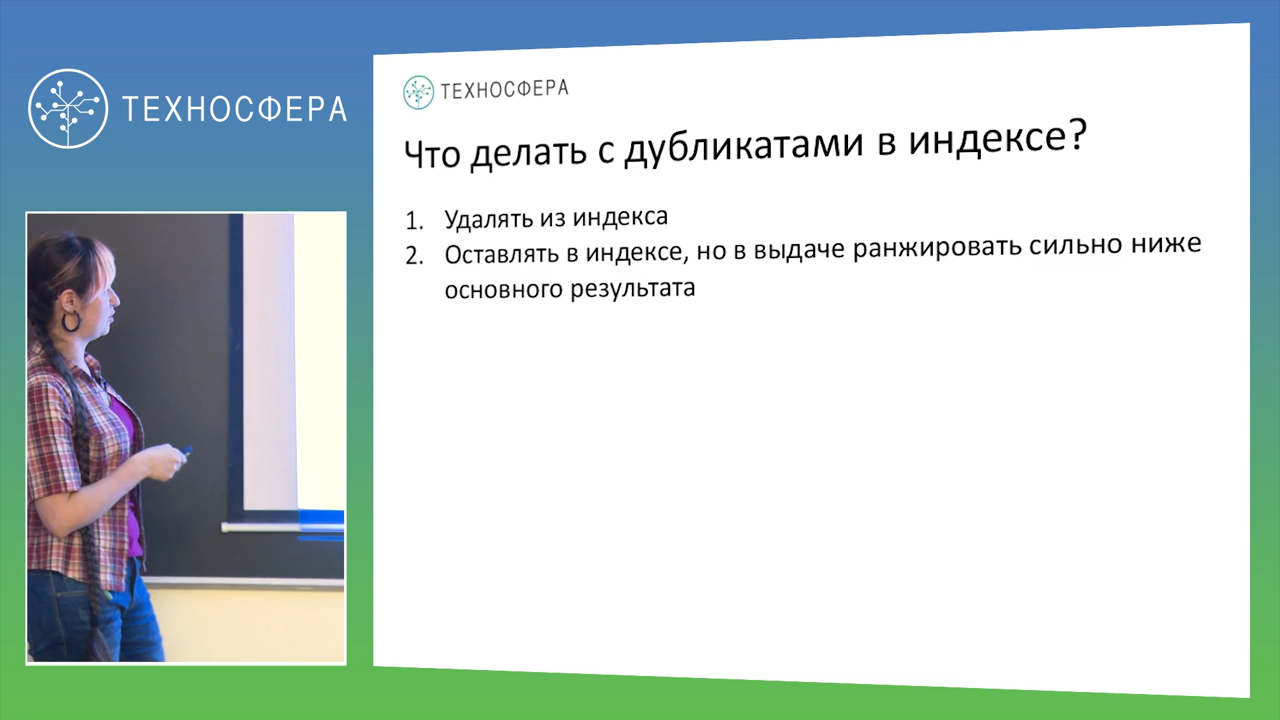 ТЕХНОСФЕРА
ТЕХНОСФЕРА
Что делать с дубликатами в индексе?
1. Удалять из индекса
2. Оставлять в индексе, но в выдаче ранжировать сильно ниже
основного результата